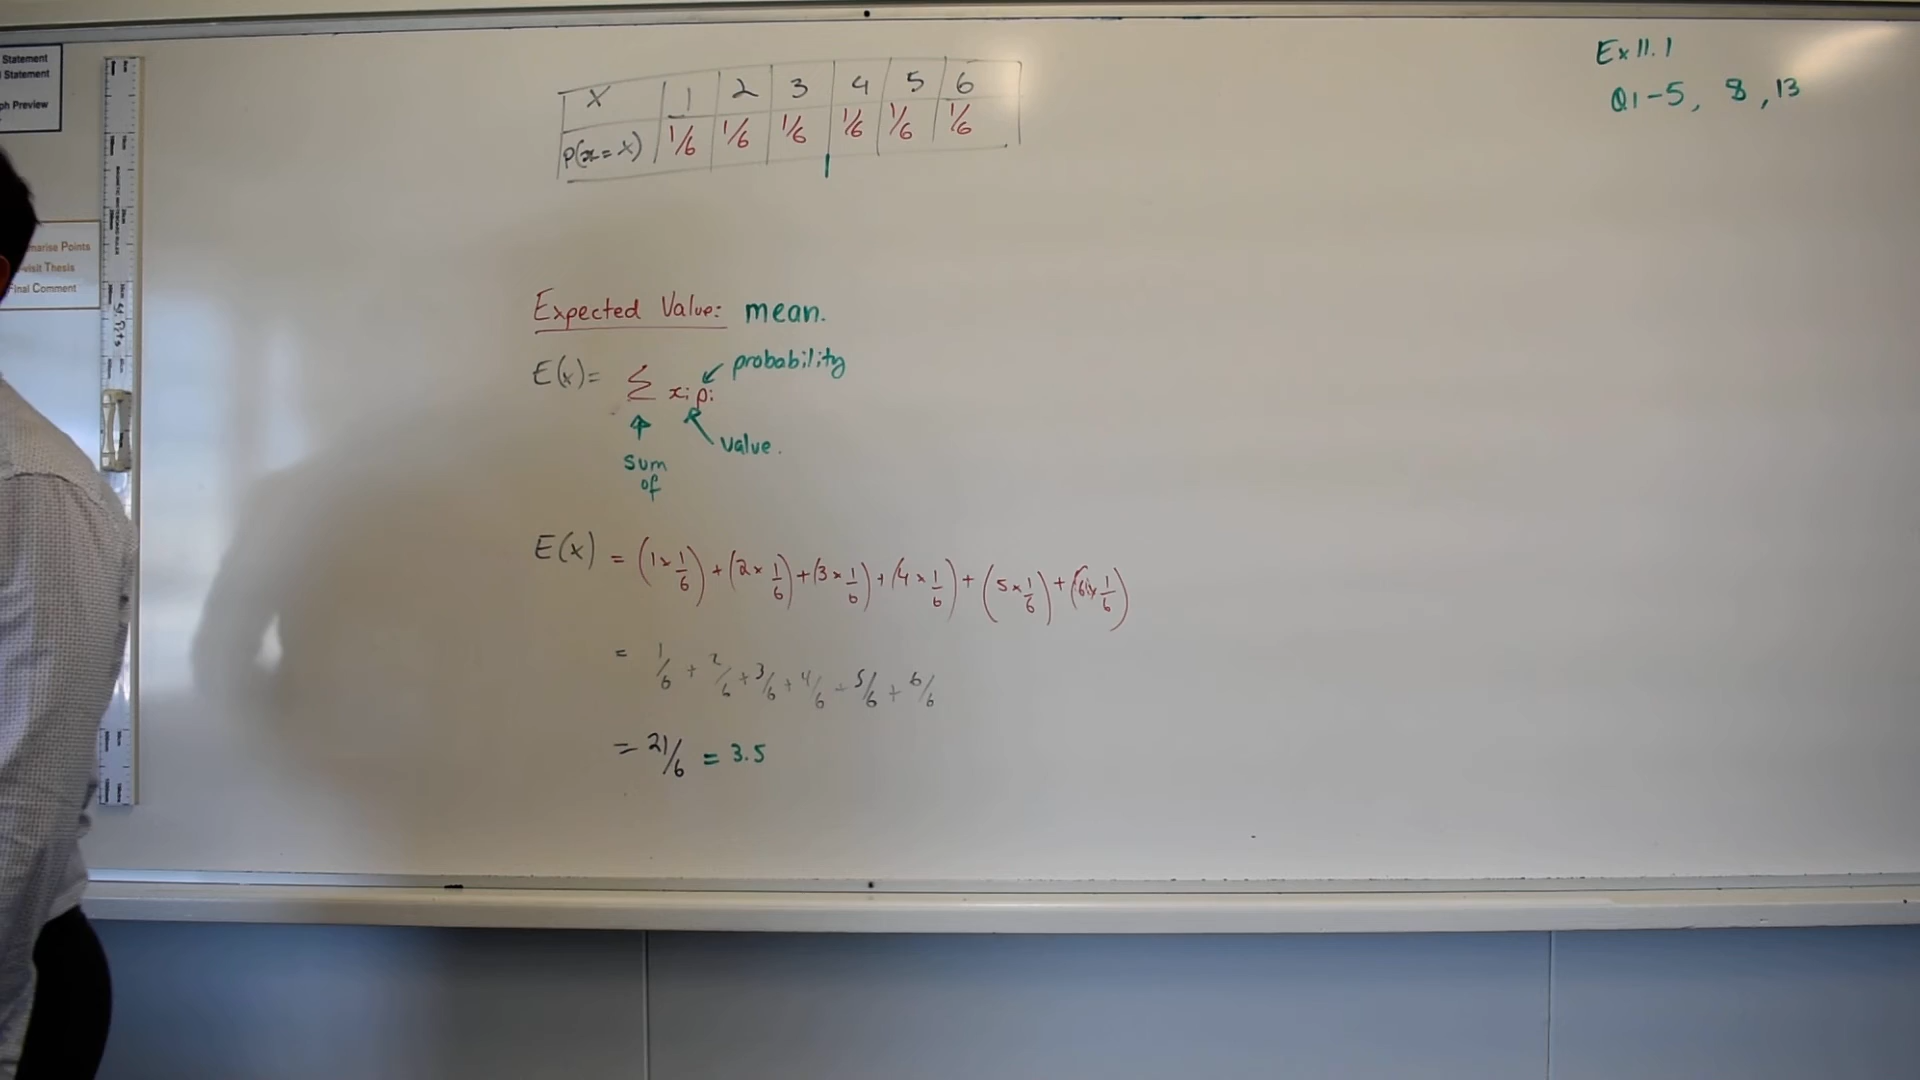 Statement
Statement
ph Preview
marise Points
visit Thesis
Final Comment
Ex 11.1
Q1-5, 8, 13
X 1 2 3 4 5 6
P(x=X) 1/6 1/6 1/6 1/6 1/6 1/6
Expected Value: mean.
E(x)= Σ xᵢpᵢ
probability
value.
sum
of
E(x) = (1×1/6)+(2×1/6)+(3×1/6)+(4×1/6)+(5×1/6)+(6×1/6)
= 1/6 + 2/6 + 3/6 + 4/6 + 5/6 + 6/6
= 21/6 = 3.5